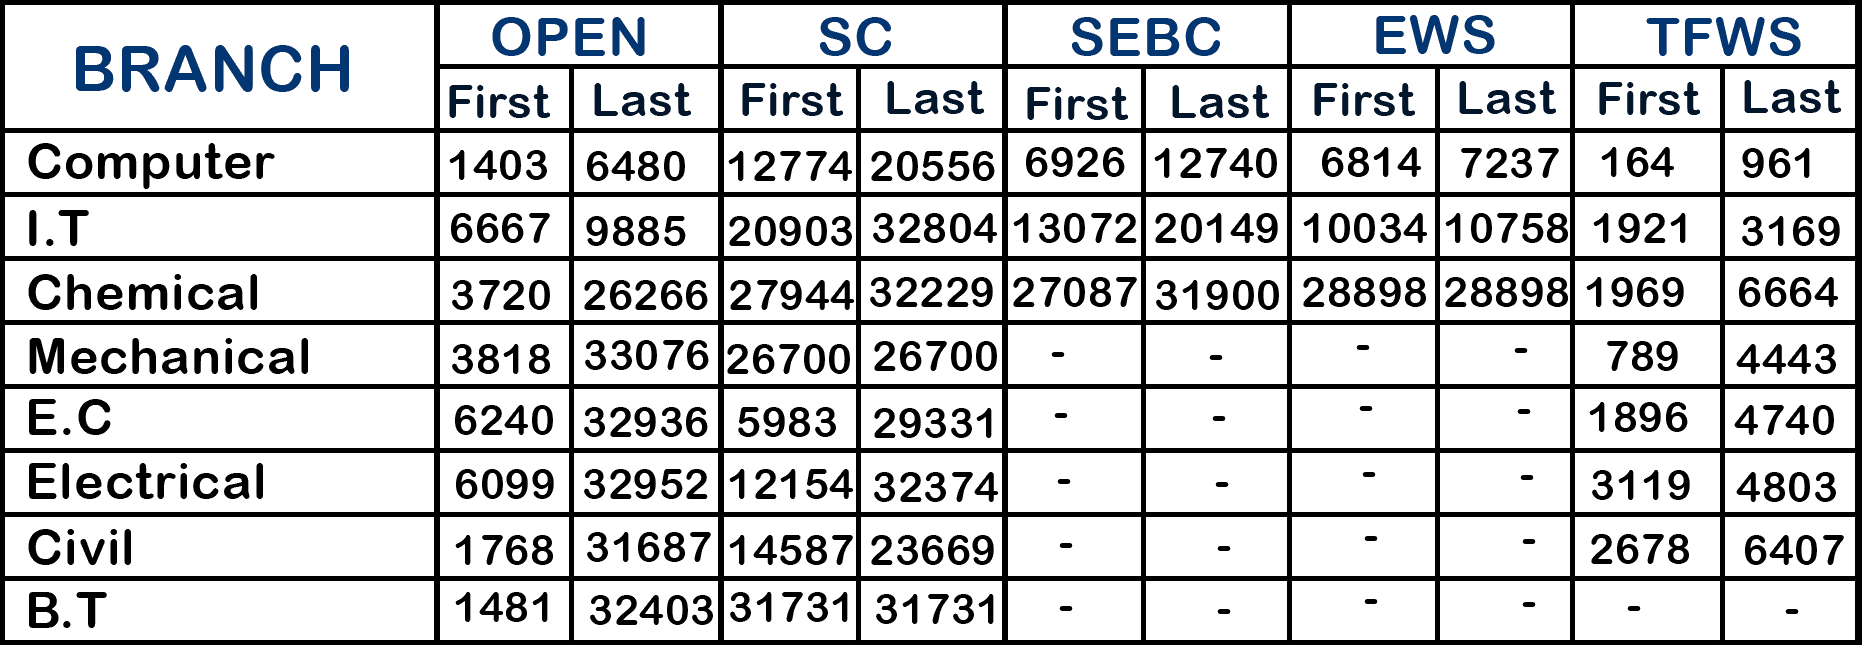 BRANCH OPEN SC SEBC EWS TFWS
First Last First Last First Last First Last First Last
Computer 1403 6480 12774 20556 6926 12740 6814 7237 164 961
I.T 6667 9885 20903 32804 13072 20149 10034 10758 1921 3169
Chemical 3720 26266 27944 32229 27087 31900 28898 28898 1969 6664
Mechanical 3818 33076 26700 26700 - - - - 789 4443
E.C 6240 32936 5983 29331 - - - - 1896 4740
Electrical 6099 32952 12154 32374 - - - - 3119 4803
Civil 1768 31687 14587 23669 - - - - 2678 6407
B.T 1481 32403 31731 31731 - - - - - -